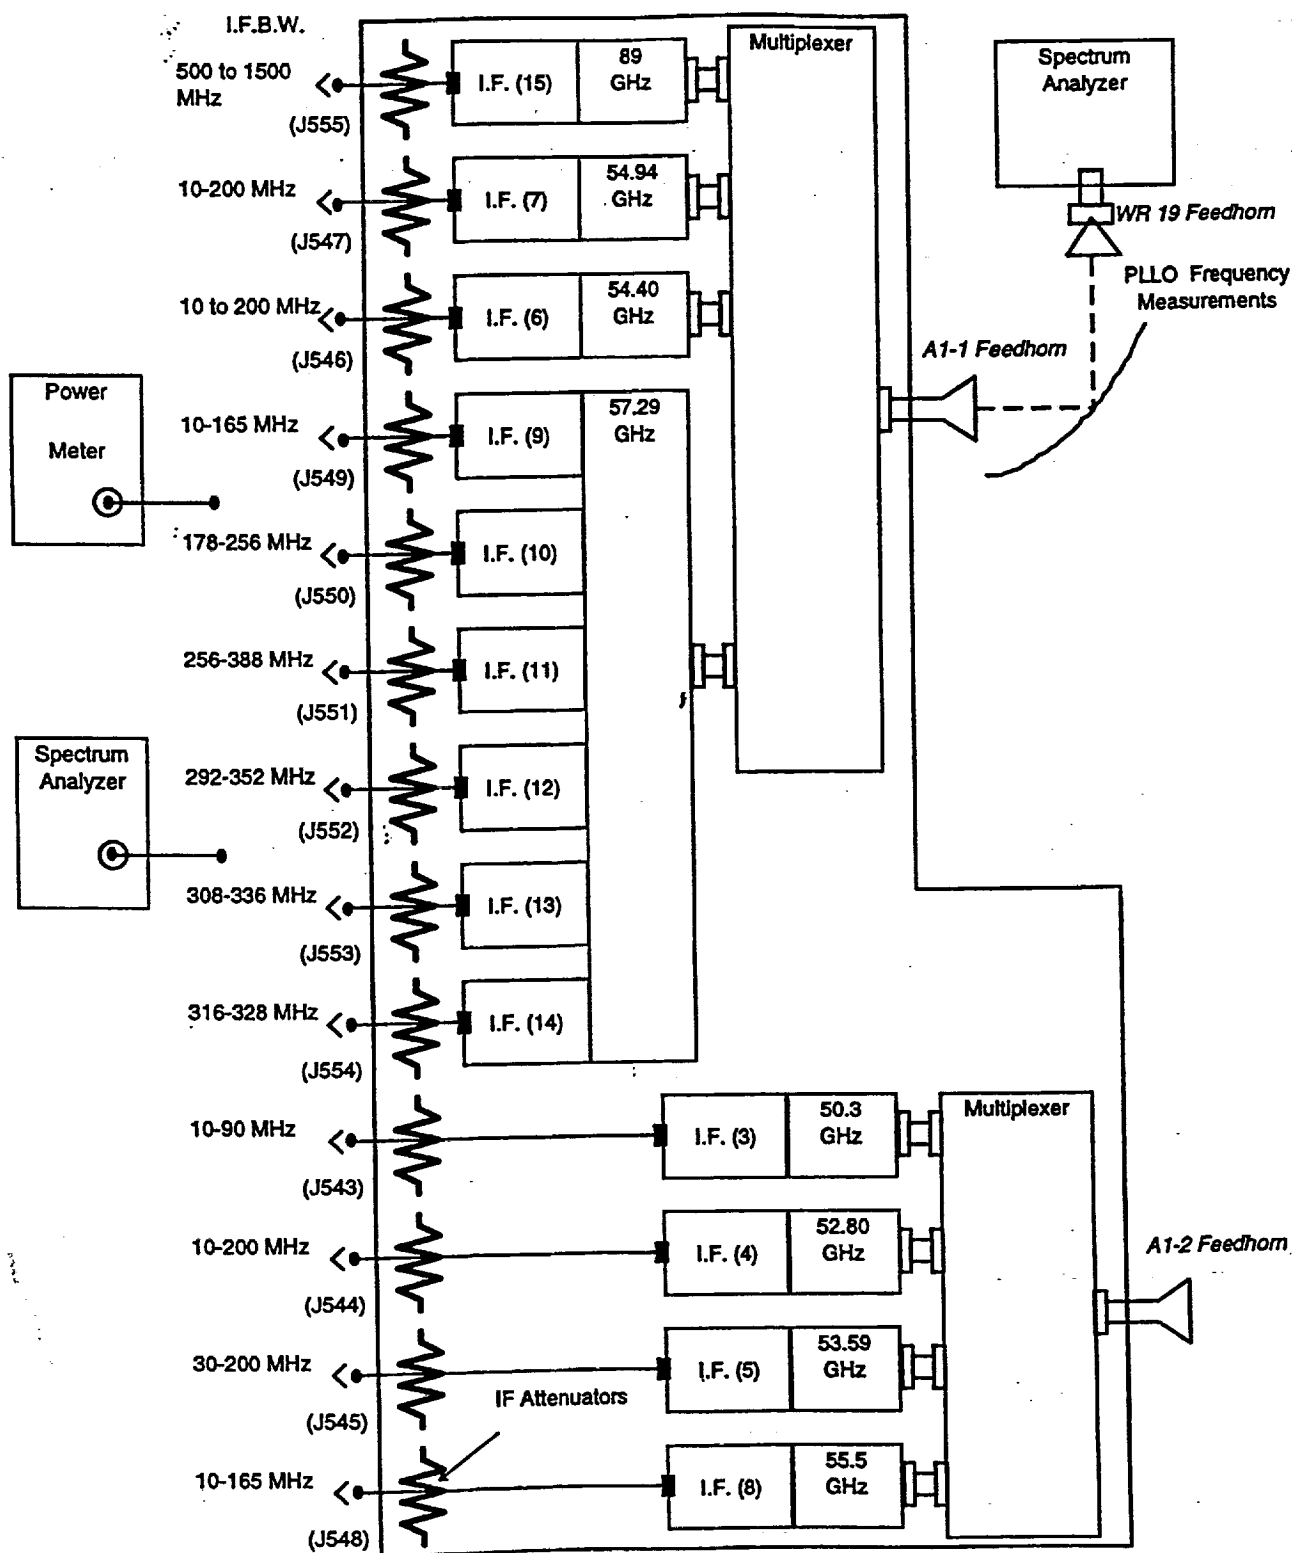 I.F.B.W.
500 to 1500
MHz
(J555)
I.F. (15)
89
GHz
Multiplexer
Spectrum
Analyzer
10-200 MHz
(J547)
I.F. (7)
54.94
GHz
WR 19 Feedhorn
PLLO Frequency
Measurements
10 to 200 MHz
(J546)
I.F. (6)
54.40
GHz
A1-1 Feedhorn
Power
Meter
10-165 MHz
(J549)
I.F. (9)
57.29
GHz
178-256 MHz
(J550)
I.F. (10)
256-388 MHz
(J551)
I.F. (11)
Spectrum
Analyzer
292-352 MHz
(J552)
I.F. (12)
308-336 MHz
(J553)
I.F. (13)
316-328 MHz
(J554)
I.F. (14)
10-90 MHz
(J543)
I.F. (3)
50.3
GHz
Multiplexer
10-200 MHz
(J544)
I.F. (4)
52.80
GHz
A1-2 Feedhorn
30-200 MHz
(J545)
I.F. (5)
53.59
GHz
IF Attenuators
10-165 MHz
(J548)
I.F. (8)
55.5
GHz